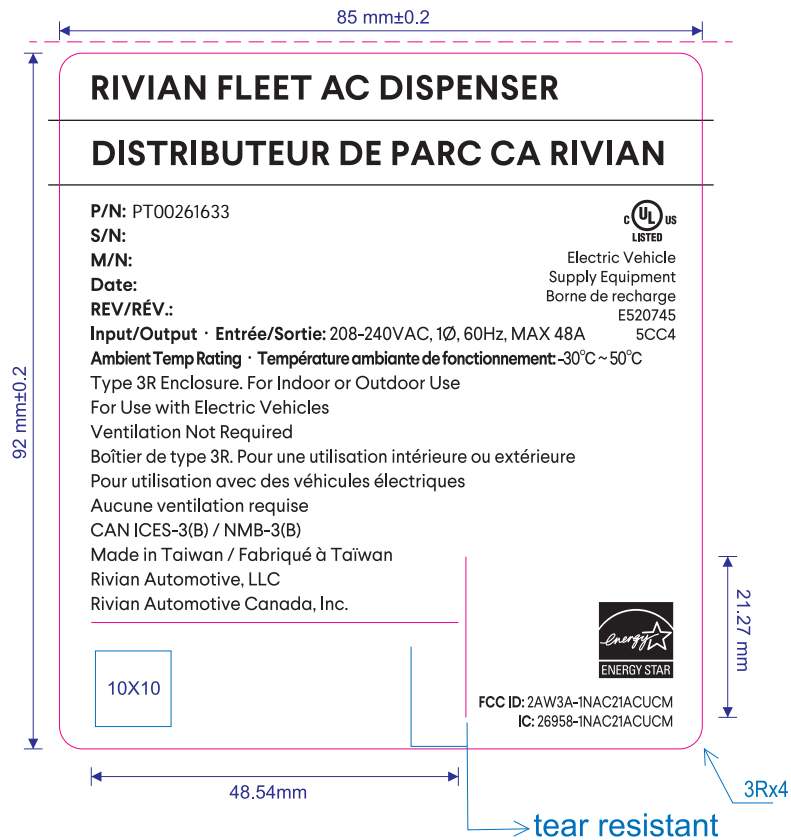 85 mm±0.2
RIVIAN FLEET AC DISPENSER
DISTRIBUTEUR DE PARC CA RIVIAN
P/N: PT00261633
S/N:
M/N:
Date:
REV/RÉV.:
C UL US
LISTED
Electric Vehicle
Supply Equipment
Borne de recharge
E520745
5CC4
Input/Output · Entrée/Sortie: 208-240VAC, 1Ø, 60Hz, MAX 48A
Ambient Temp Rating · Température ambiante de fonctionnement: -30°C ~ 50°C
Type 3R Enclosure. For Indoor or Outdoor Use
For Use with Electric Vehicles
Ventilation Not Required
Boîtier de type 3R. Pour une utilisation intérieure ou extérieure
Pour utilisation avec des véhicules électriques
Aucune ventilation requise
CAN ICES-3(B) / NMB-3(B)
Made in Taiwan / Fabriqué à Taïwan
Rivian Automotive, LLC
Rivian Automotive Canada, Inc.
92 mm±0.2
21.27 mm
energy
ENERGY STAR
10X10
FCC ID: 2AW3A-1NAC21ACUCM
IC: 26958-1NAC21ACUCM
48.54mm
3Rx4
tear resistant